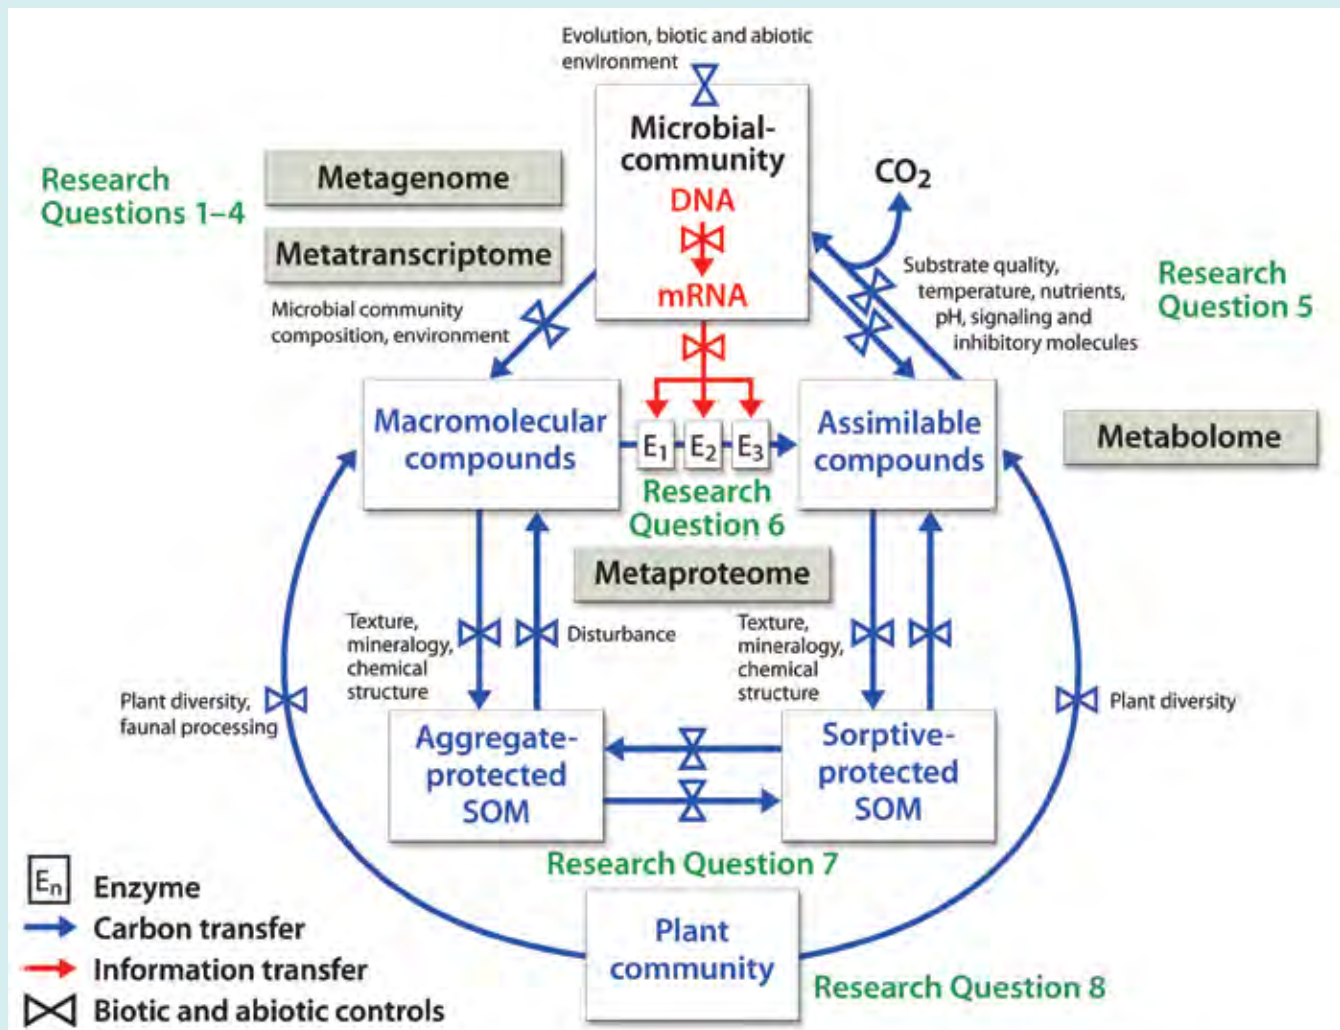 Evolution, biotic and abiotic
environment
Microbial-
community
DNA
mRNA
Research
Questions 1–4
Metagenome
Metatranscriptome
Microbial community
composition, environment
CO₂
Substrate quality,
temperature, nutrients,
pH, signaling and
inhibitory molecules
Research
Question 5
Macromolecular
compounds
E₁
E₂
E₃
Assimilable
compounds
Metabolome
Research
Question 6
Metaproteome
Texture,
mineralogy,
chemical
structure
Disturbance
Texture,
mineralogy,
chemical
structure
Plant diversity,
faunal processing
Plant diversity
Aggregate-
protected
SOM
Sorptive-
protected
SOM
Research Question 7
Plant
community
Research Question 8
Eₙ Enzyme
Carbon transfer
Information transfer
Biotic and abiotic controls